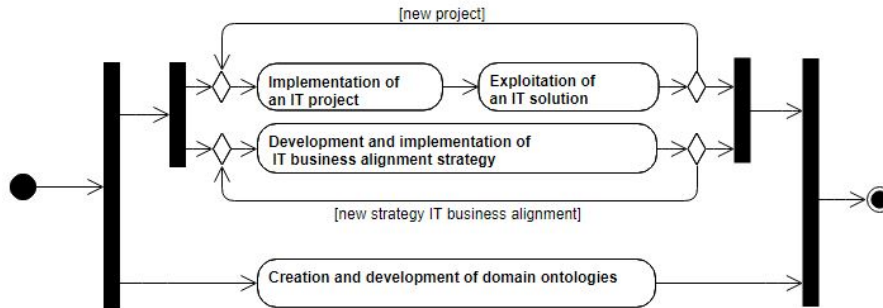 [new project]
Implementation of
an IT project
Exploitation of
an IT solution
Development and implementation of
IT business alignment strategy
[new strategy IT business alignment]
Creation and development of domain ontologies